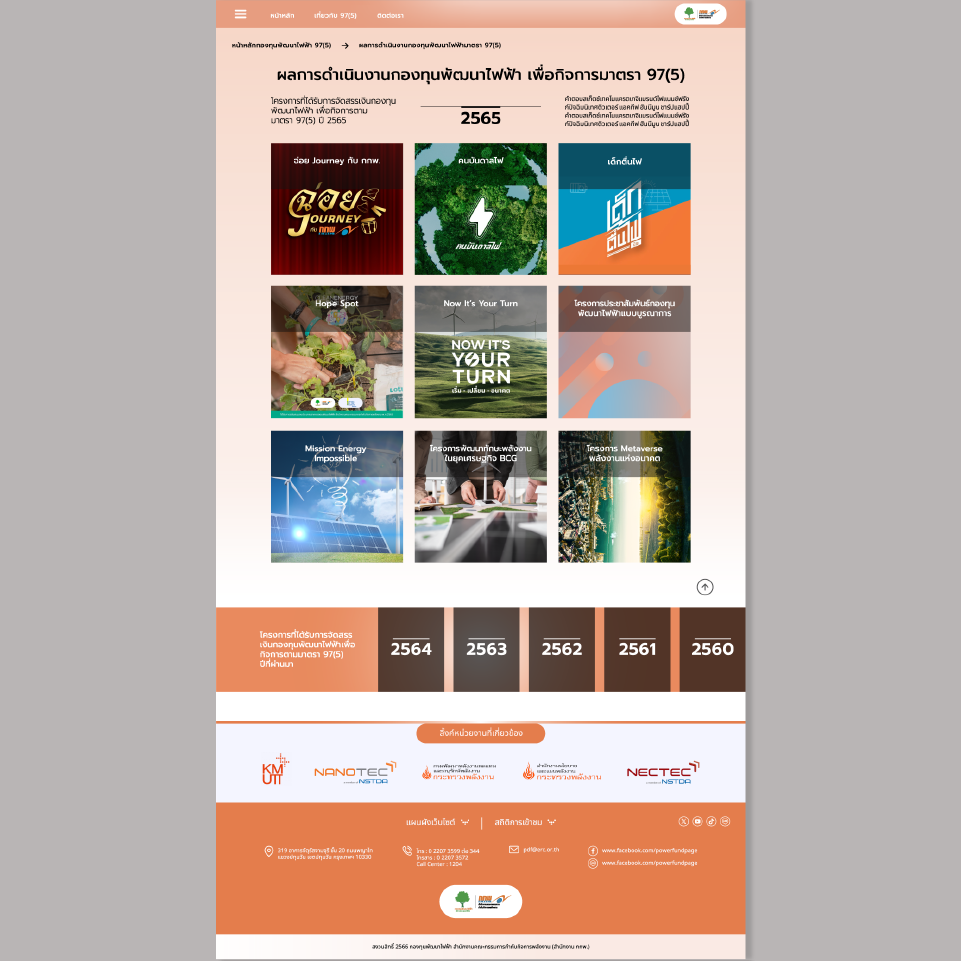 หน้าหลัก
เกี่ยวกับ 97(5)
ติดต่อเรา
หน้าหลักกองทุนพัฒนาไฟฟ้า 97(5) → ผลการดำเนินงานกองทุนพัฒนาไฟฟ้ามาตรา 97(5)
ผลการดำเนินงานกองทุนพัฒนาไฟฟ้า เพื่อกิจการมาตรา 97(5)
โครงการที่ได้รับการจัดสรรเงินกองทุน
พัฒนาไฟฟ้า เพื่อกิจการตาม
มาตรา 97(5) ปี 2565
2565
ฉ่อย Journey กับ กกพ.
ฉ่อย
JOURNEY
กับ กกพ
คนบันดาลไฟ
คนบันดาลไฟ
เด็กตื่นไฟ
เด็ก
ตื่นไฟ
Hope Spot
Now It's Your Turn
NOW IT'S
YOUR
TURN
เริ่ม - เปลี่ยน - อนาคต
โครงการประชาสัมพันธ์กองทุน
พัฒนาไฟฟ้าแบบบูรณาการ
Mission Energy
Impossible
โครงการพัฒนาทักษะพลังงาน
ในยุคเศรษฐกิจ BCG
โครงการ Metaverse
พลังงานแห่งอนาคต
โครงการที่ได้รับการจัดสรร
เงินกองทุนพัฒนาไฟฟ้าเพื่อ
กิจการตามมาตรา 97(5)
ปีที่ผ่านมา
2564
2563
2562
2561
2560
ลิ้งค์หน่วยงานที่เกี่ยวข้อง
KM
UTT
NANOTEC
NSTDA
กระทรวงพลังงาน
กระทรวงพลังงาน
NECTEC
NSTDA
แผนผังเว็บไซต์
สถิติการเข้าชม
319 อาคารจัตุรัสจามจุรี ชั้น 20 ถนนพญาไท
แขวงปทุมวัน เขตปทุมวัน กรุงเทพฯ 10330
โทร : 0 2207 3599 ต่อ 344
โทรสาร : 0 2207 3572
Call Center : 1204
pdf@erc.or.th
www.facebook.com/powerfundpage
www.facebook.com/powerfundpage
สงวนสิทธิ์ 2565 กองทุนพัฒนาไฟฟ้า สำนักงานคณะกรรมการกำกับกิจการพลังงาน (สำนักงาน กกพ.)